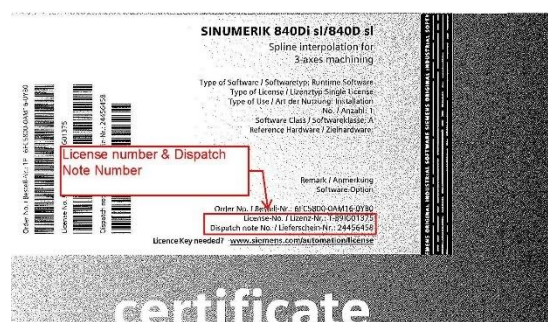 SINUMERIK 840Di sl/840D sl
Spline interpolation for
3-axes machining
Type of Software / Softwaretyp: Runtime Software
Type of License / Lizenztyp Single License
Type of Use / Art der Nutzung: Installation
No. / Anzahl: 1
Software Class / Softwareklasse: A
Reference Hardware / Zielhardware:
License number & Dispatch
Note Number
Remark / Anmerkung
Software-Option
Order No. / Bestell-Nr.: 6FC5800-0AM16-0YB0
License-No. / Lizenz-Nr.: T-B9IG01375
Dispatch note No. / Lieferschein-Nr.: 24456458
Licence Key needed? www.siemens.com/automation/license
certificate